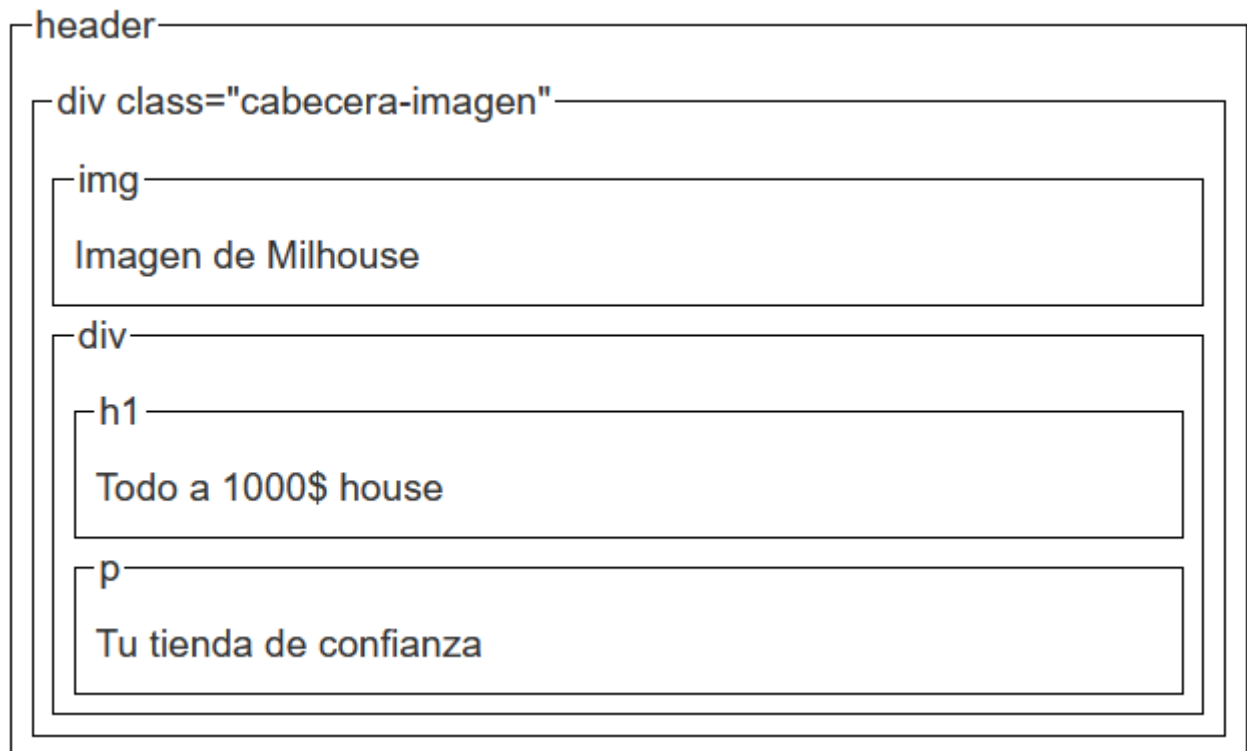 header
div class="cabecera-imagen"
img
Imagen de Milhouse
div
h1
Todo a 1000$ house
p
Tu tienda de confianza